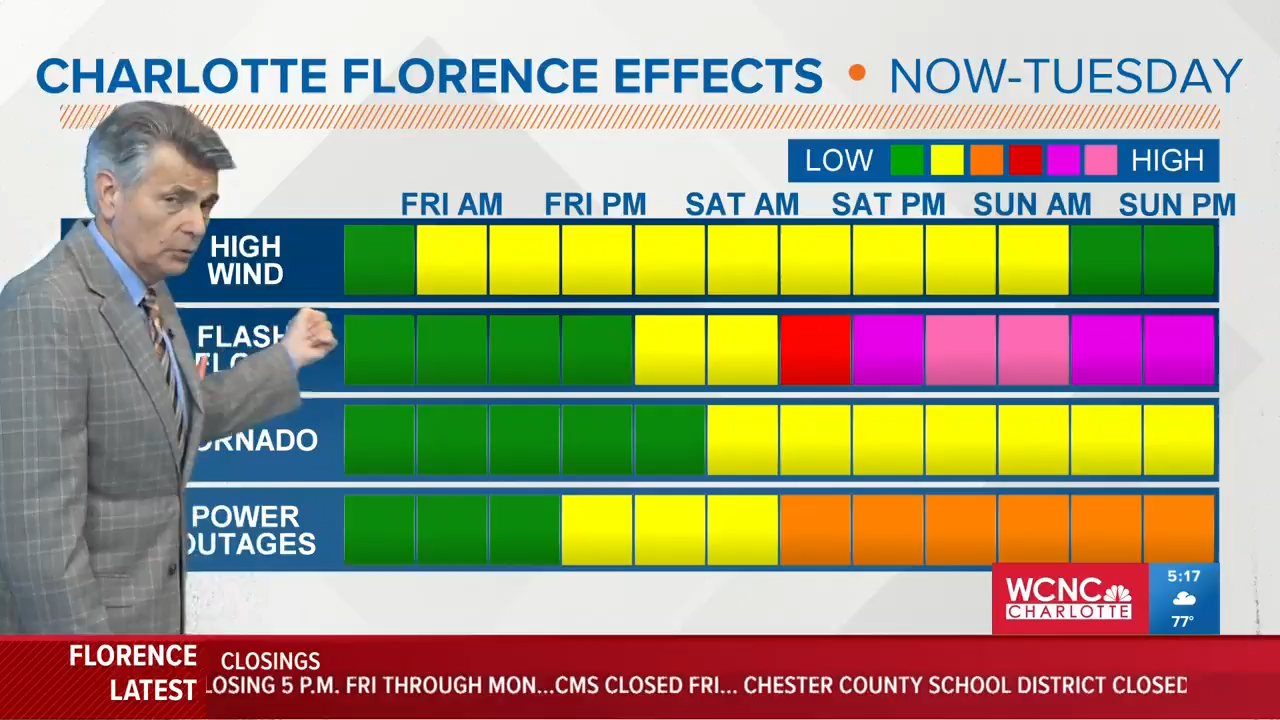 CHARLOTTE FLORENCE EFFECTS • NOW-TUESDAY
LOW HIGH
FRI AM FRI PM SAT AM SAT PM SUN AM SUN PM
HIGH
WIND
FLASH
ORNADO
POWER
OUTAGES
WCNC
CHARLOTTE
5:17
77°
FLORENCE
LATEST
CLOSINGS
LOSING 5 P.M. FRI THROUGH MON...CMS CLOSED FRI... CHESTER COUNTY SCHOOL DISTRICT CLOSED